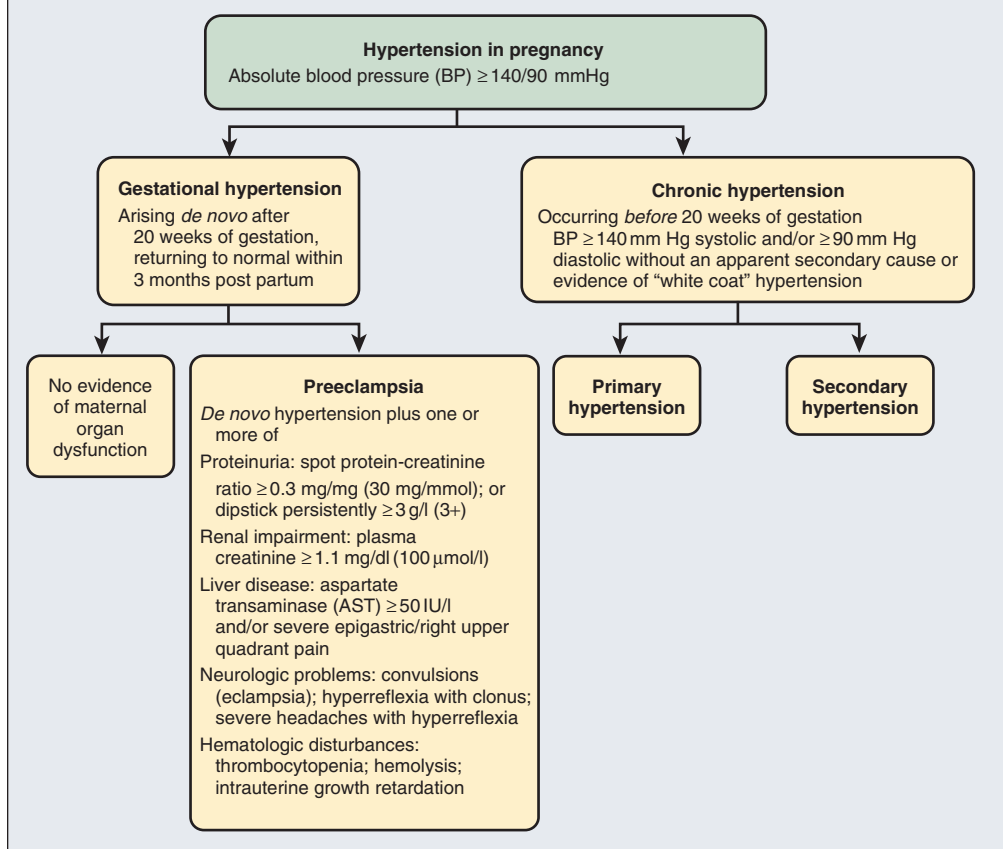 Hypertension in pregnancy
Absolute blood pressure (BP) ≥ 140/90 mmHg
Gestational hypertension
Arising de novo after
20 weeks of gestation,
returning to normal within
3 months post partum
Chronic hypertension
Occurring before 20 weeks of gestation
BP ≥ 140 mm Hg systolic and/or ≥ 90 mm Hg
diastolic without an apparent secondary cause or
evidence of “white coat” hypertension
No evidence
of maternal
organ
dysfunction
Preeclampsia
De novo hypertension plus one or
more of
Proteinuria: spot protein-creatinine
ratio ≥ 0.3 mg/mg (30 mg/mmol); or
dipstick persistently ≥ 3 g/l (3+)
Renal impairment: plasma
creatinine ≥ 1.1 mg/dl (100 μmol/l)
Liver disease: aspartate
transaminase (AST) ≥ 50 IU/l
and/or severe epigastric/right upper
quadrant pain
Neurologic problems: convulsions
(eclampsia); hyperreflexia with clonus;
severe headaches with hyperreflexia
Hematologic disturbances:
thrombocytopenia; hemolysis;
intrauterine growth retardation
Primary
hypertension
Secondary
hypertension